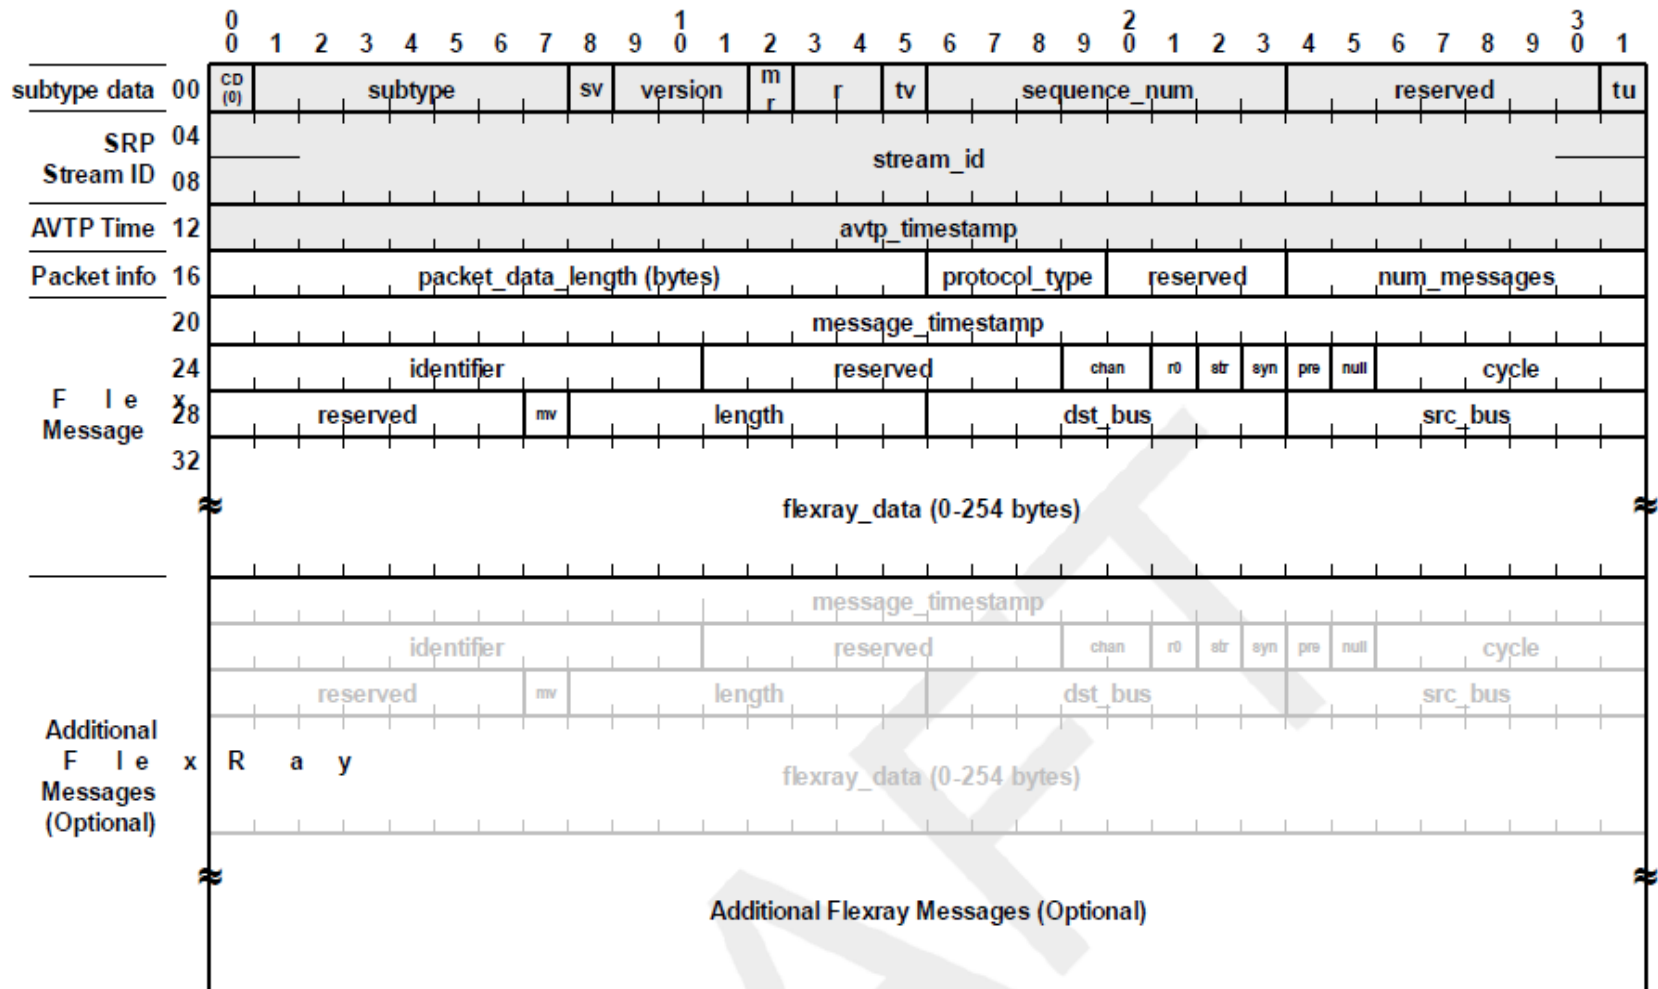 0 1 2 3
0 1 2 3 4 5 6 7 8 9 0 1 2 3 4 5 6 7 8 9 0 1 2 3 4 5 6 7 8 9 0 1
subtype data 00 CD (0) subtype sv version m r r tv sequence_num reserved tu
SRP Stream ID 04 08 stream_id
AVTP Time 12 avtp_timestamp
Packet info 16 packet_data_length (bytes) protocol_type reserved num_messages
20 message_timestamp
24 identifier reserved chan r0 str syn pre null cycle
F l e x
Message
28 reserved mv length dst_bus src_bus
32
flexray_data (0-254 bytes)
message_timestamp
identifier reserved chan r0 str syn pre null cycle
reserved mv length dst_bus src_bus
Additional
F l e x R a y
Messages
(Optional)
flexray_data (0-254 bytes)
Additional Flexray Messages (Optional)
AFT